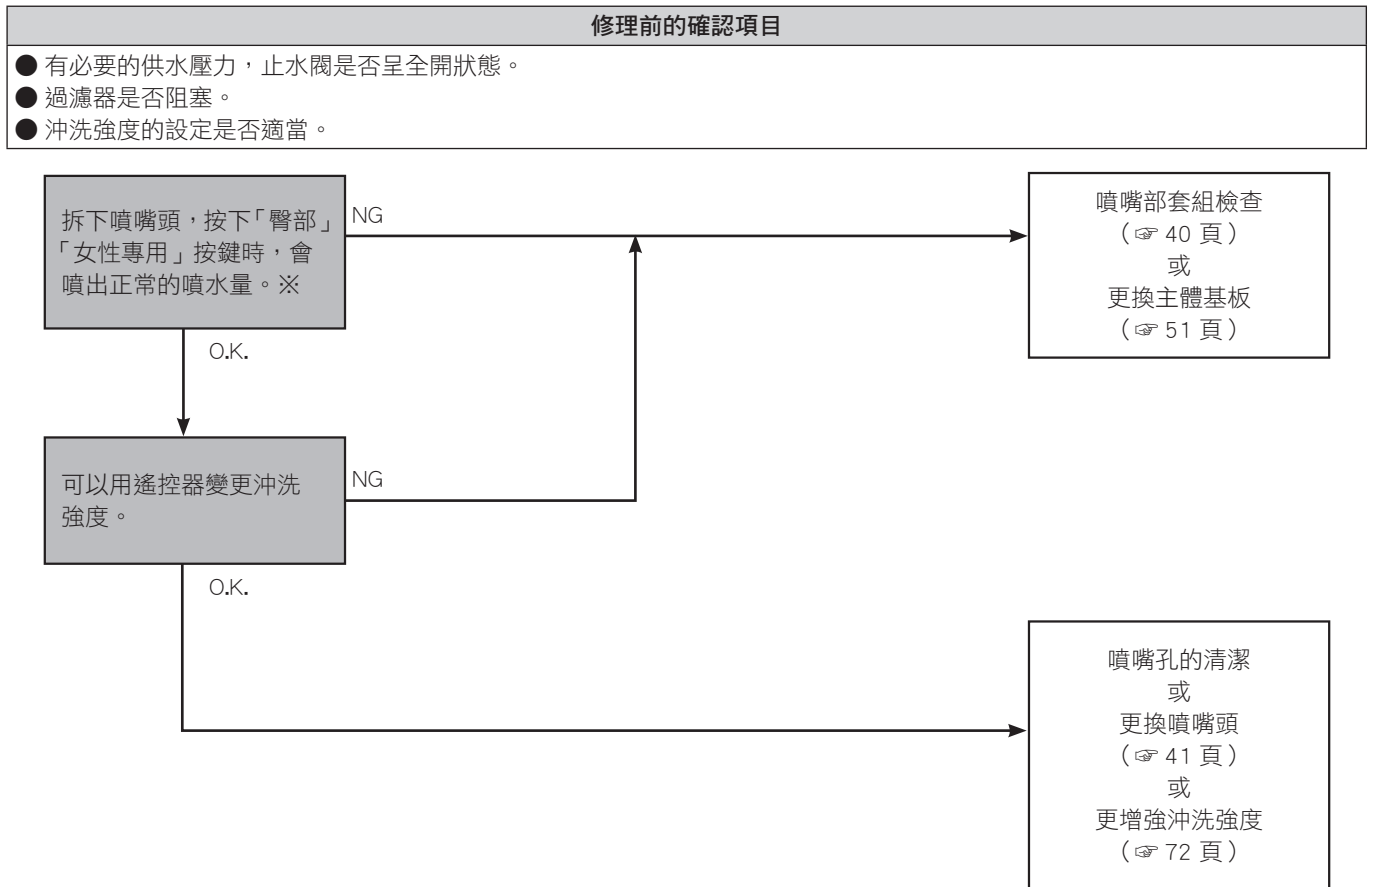 修理前的確認項目
● 有必要的供水壓力，止水閥是否呈全開狀態。
● 過濾器是否阻塞。
● 沖洗強度的設定是否適當。
拆下噴嘴頭，按下「臀部」
「女性專用」按鍵時，會
噴出正常的噴水量。※
NG
O.K.
噴嘴部套組檢查
（☞ 40 頁）
或
更換主體基板
（☞ 51 頁）
可以用遙控器變更沖洗
強度。
NG
O.K.
噴嘴孔的清潔
或
更換噴嘴頭
（☞ 41 頁）
或
更增強沖洗強度
（☞ 72 頁）